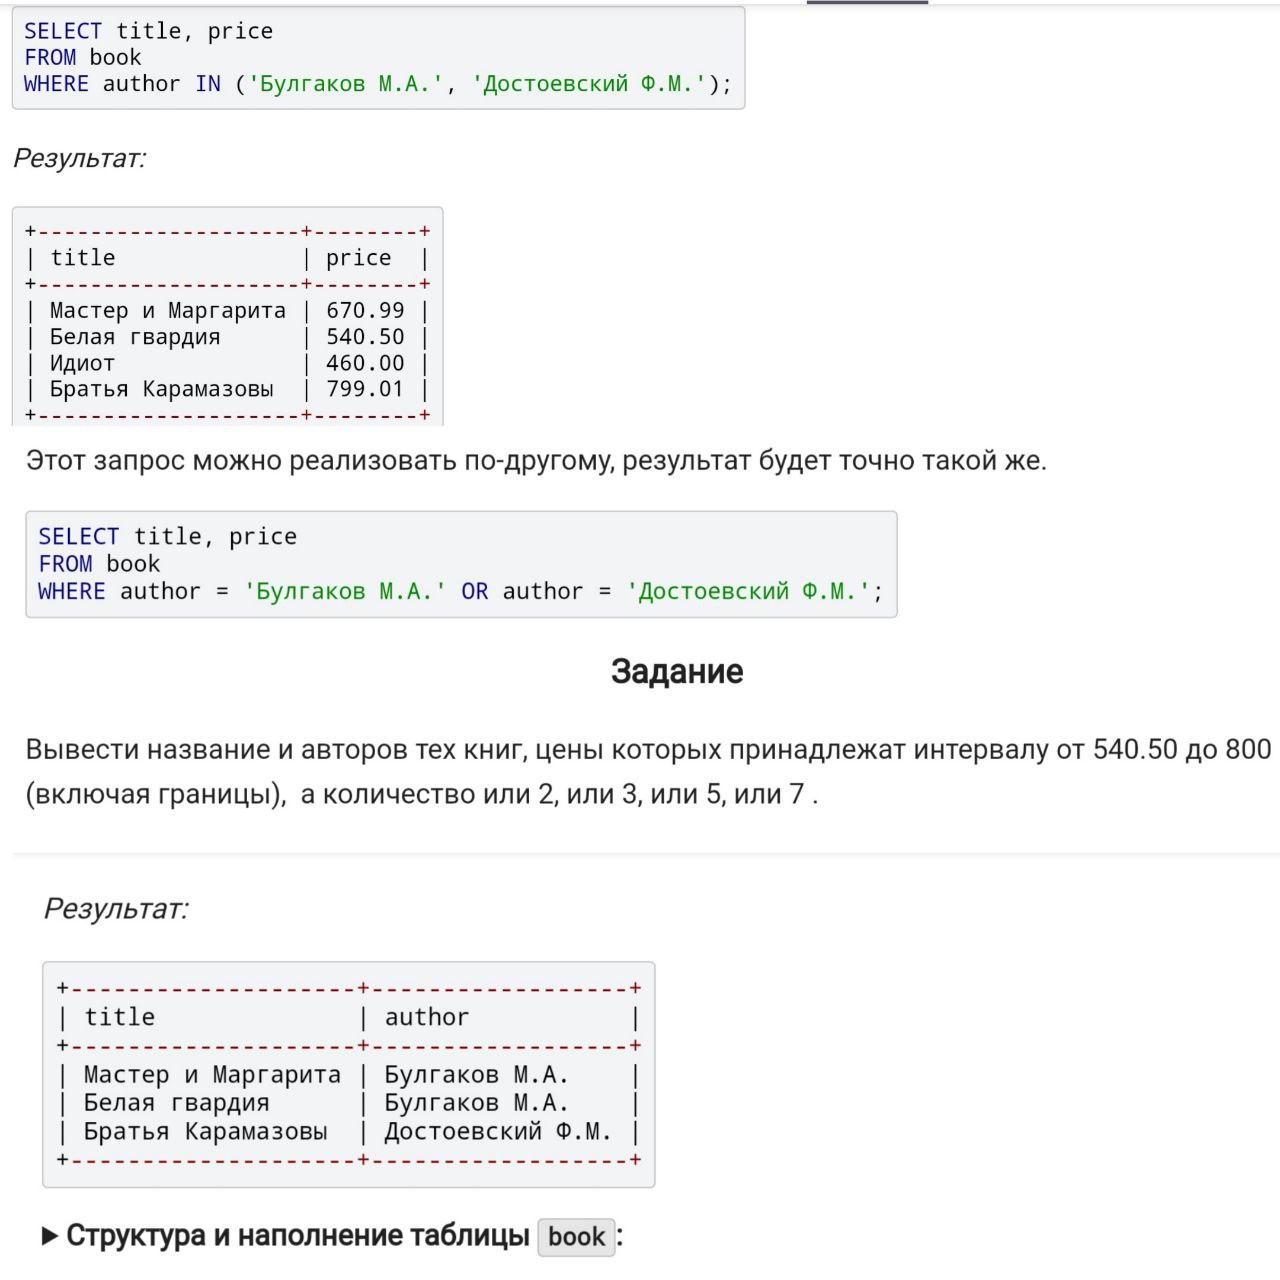 SELECT title, price
FROM book
WHERE author IN ('Булгаков М.А.', 'Достоевский Ф.М.');
Результат:
+--------------------+--------+
| title              | price  |
+--------------------+--------+
| Мастер и Маргарита | 670.99 |
| Белая гвардия      | 540.50 |
| Идиот              | 460.00 |
| Братья Карамазовы  | 799.01 |
+--------------------+--------+
Этот запрос можно реализовать по-другому, результат будет точно такой же.
SELECT title, price
FROM book
WHERE author = 'Булгаков М.А.' OR author = 'Достоевский Ф.М.';
Задание
Вывести название и авторов тех книг, цены которых принадлежат интервалу от 540.50 до 800
(включая границы),  а количество или 2, или 3, или 5, или 7 .
Результат:
+--------------------+------------------+
| title              | author           |
+--------------------+------------------+
| Мастер и Маргарита | Булгаков М.А.    |
| Белая гвардия      | Булгаков М.А.    |
| Братья Карамазовы  | Достоевский Ф.М. |
+--------------------+------------------+
▶ Структура и наполнение таблицы book :